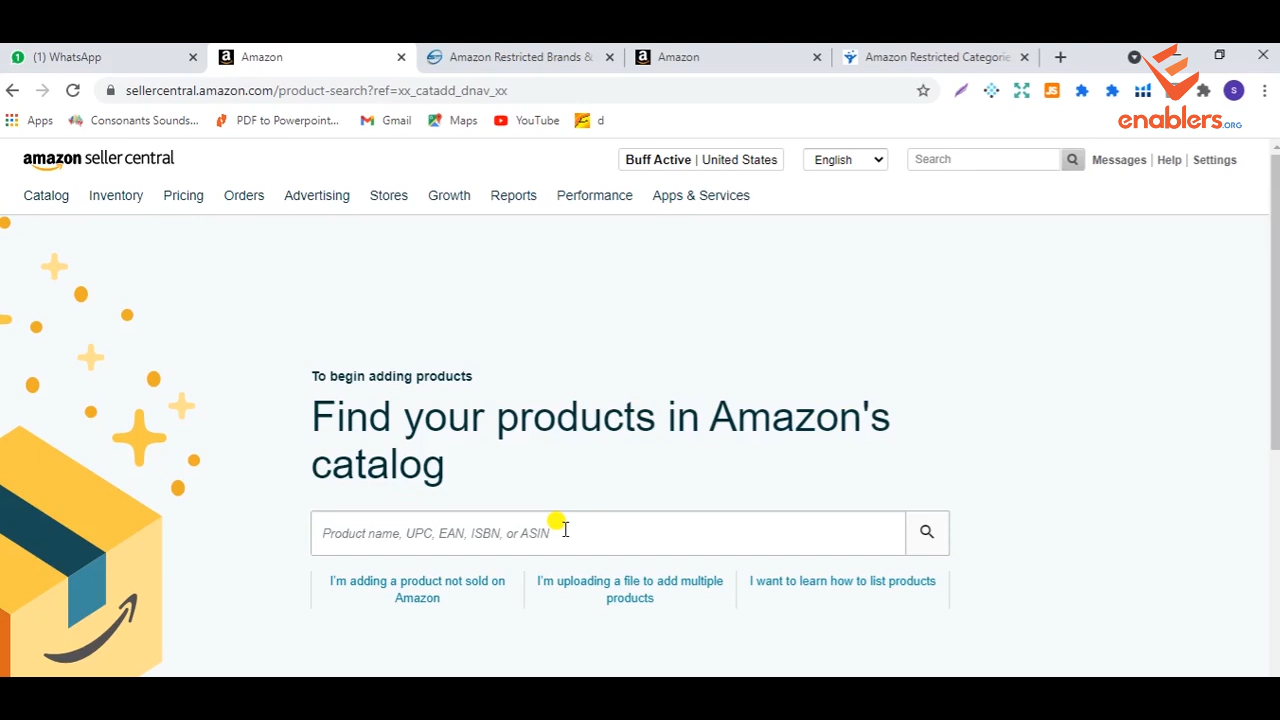 (1) WhatsApp
Amazon
Amazon Restricted Brands &
Amazon
Amazon Restricted Categorie
sellercentral.amazon.com/product-search?ref=xx_catadd_dnav_xx
enablers.ORG
Apps
Consonants Sounds...
PDF to Powerpoint...
Gmail
Maps
YouTube
d
amazon seller central
Buff Active | United States
English
Search
Messages | Help | Settings
Catalog Inventory Pricing Orders Advertising Stores Growth Reports Performance Apps & Services
To begin adding products
Find your products in Amazon's
catalog
Product name, UPC, EAN, ISBN, or ASIN
I'm adding a product not sold on
Amazon
I'm uploading a file to add multiple
products
I want to learn how to list products